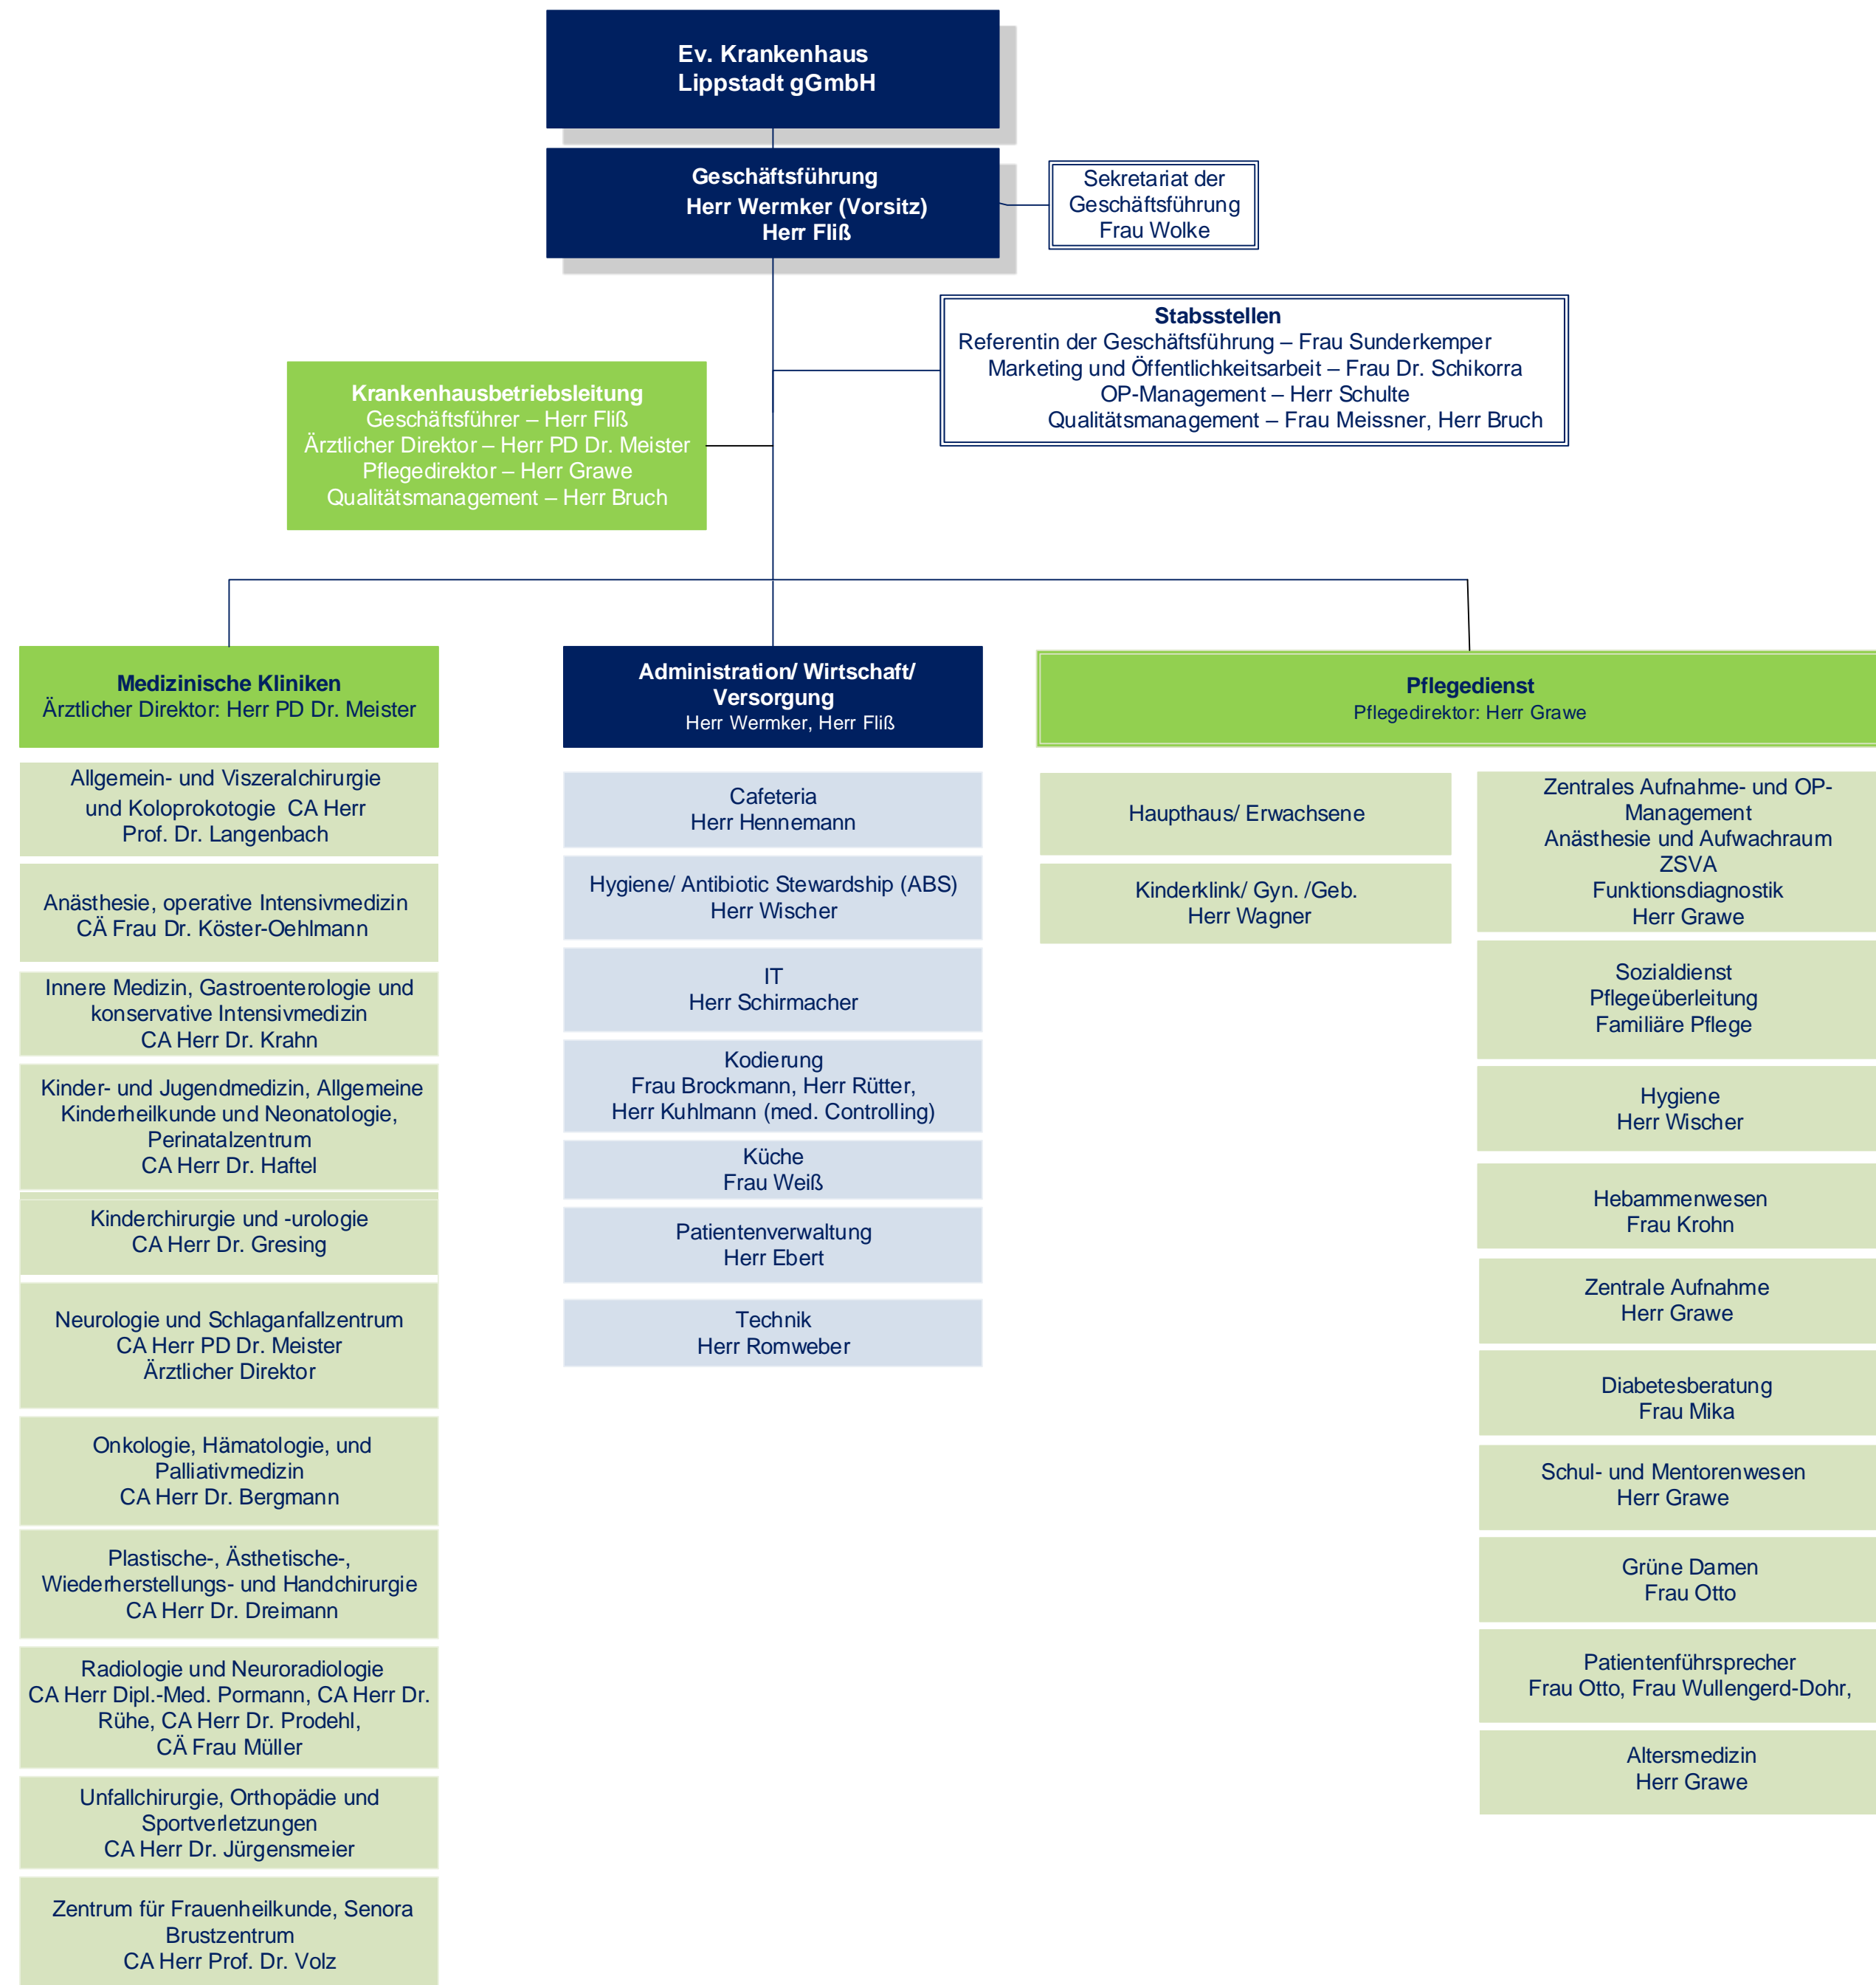 Ev. Krankenhaus
Lippstadt gGmbH
Geschäftsführung
Herr Wermker (Vorsitz)
Herr Fliß
Sekretariat der
Geschäftsführung
Frau Wolke
Stabsstellen
Referentin der Geschäftsführung – Frau Sunderkemper
Marketing und Öffentlichkeitsarbeit – Frau Dr. Schikorra
OP-Management – Herr Schulte
Qualitätsmanagement – Frau Meissner, Herr Bruch
Krankenhausbetriebsleitung
Geschäftsführer – Herr Fliß
Ärztlicher Direktor – Herr PD Dr. Meister
Pflegedirektor – Herr Grawe
Qualitätsmanagement – Herr Bruch
Medizinische Kliniken
Ärztlicher Direktor: Herr PD Dr. Meister
Allgemein- und Viszeralchirurgie
und Koloprokotogie CA Herr
Prof. Dr. Langenbach
Anästhesie, operative Intensivmedizin
CÄ Frau Dr. Köster-Oehlmann
Innere Medizin, Gastroenterologie und
konservative Intensivmedizin
CA Herr Dr. Krahn
Kinder- und Jugendmedizin, Allgemeine
Kinderheilkunde und Neonatologie,
Perinatalzentrum
CA Herr Dr. Haftel
Kinderchirurgie und -urologie
CA Herr Dr. Gresing
Neurologie und Schlaganfallzentrum
CA Herr PD Dr. Meister
Ärztlicher Direktor
Onkologie, Hämatologie, und
Palliativmedizin
CA Herr Dr. Bergmann
Plastische-, Ästhetische-,
Wiederherstellungs- und Handchirurgie
CA Herr Dr. Dreimann
Radiologie und Neuroradiologie
CA Herr Dipl.-Med. Pormann, CA Herr Dr.
Rühe, CA Herr Dr. Prodehl,
CÄ Frau Müller
Unfallchirurgie, Orthopädie und
Sportverletzungen
CA Herr Dr. Jürgensmeier
Zentrum für Frauenheilkunde, Senora
Brustzentrum
CA Herr Prof. Dr. Volz
Administration/ Wirtschaft/
Versorgung
Herr Wermker, Herr Fliß
Cafeteria
Herr Hennemann
Hygiene/ Antibiotic Stewardship (ABS)
Herr Wischer
IT
Herr Schirmacher
Kodierung
Frau Brockmann, Herr Rütter,
Herr Kuhlmann (med. Controlling)
Küche
Frau Weiß
Patientenverwaltung
Herr Ebert
Technik
Herr Romweber
Pflegedienst
Pflegedirektor: Herr Grawe
Haupthaus/ Erwachsene
Kinderklink/ Gyn. /Geb.
Herr Wagner
Zentrales Aufnahme- und OP-
Management
Anästhesie und Aufwachraum
ZSVA
Funktionsdiagnostik
Herr Grawe
Sozialdienst
Pflegeüberleitung
Familiäre Pflege
Hygiene
Herr Wischer
Hebammenwesen
Frau Krohn
Zentrale Aufnahme
Herr Grawe
Diabetesberatung
Frau Mika
Schul- und Mentorenwesen
Herr Grawe
Grüne Damen
Frau Otto
Patientenführsprecher
Frau Otto, Frau Wullengerd-Dohr,
Altersmedizin
Herr Grawe